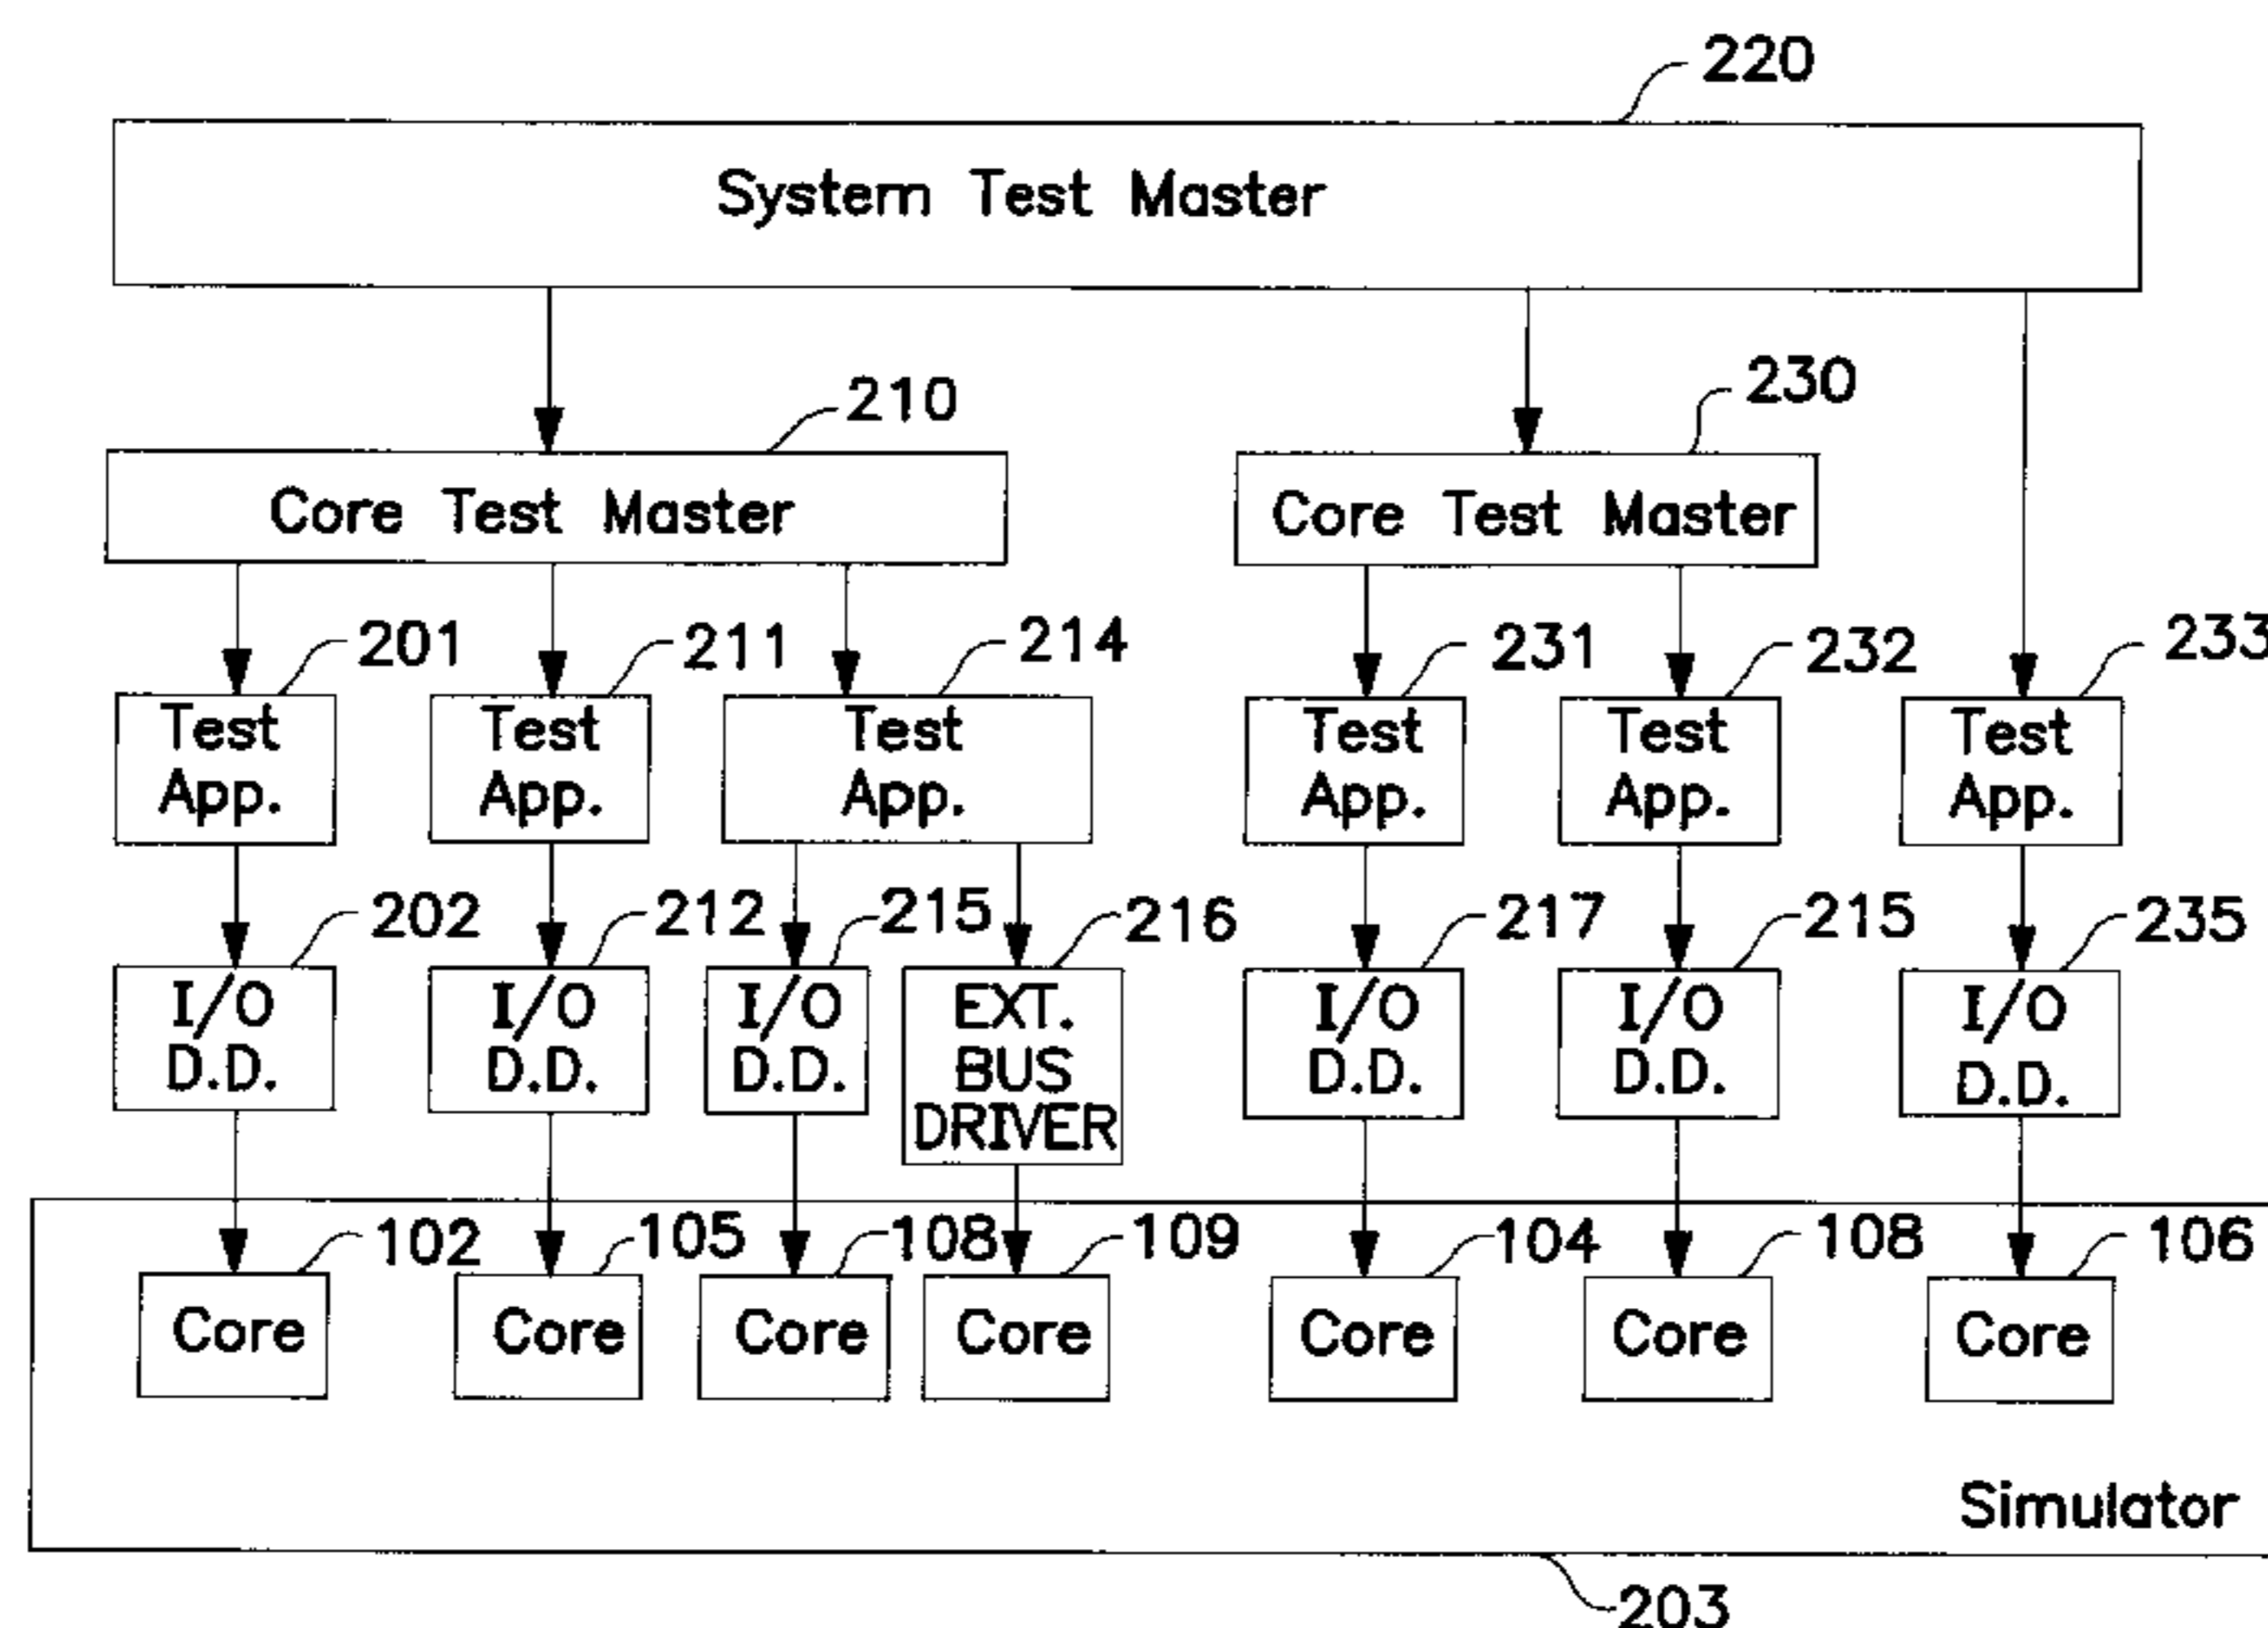 220
System Test Master
210
230
Core Test Master
Core Test Master
201
211
214
231
232
233
Test
App.
Test
App.
Test
App.
Test
App.
Test
App.
Test
App.
202
212
215
216
217
215
235
I/O
D.D.
I/O
D.D.
I/O
D.D.
EXT.
BUS
DRIVER
I/O
D.D.
I/O
D.D.
I/O
D.D.
102
105
108
109
104
108
106
Core
Core
Core
Core
Core
Core
Core
Simulator
203